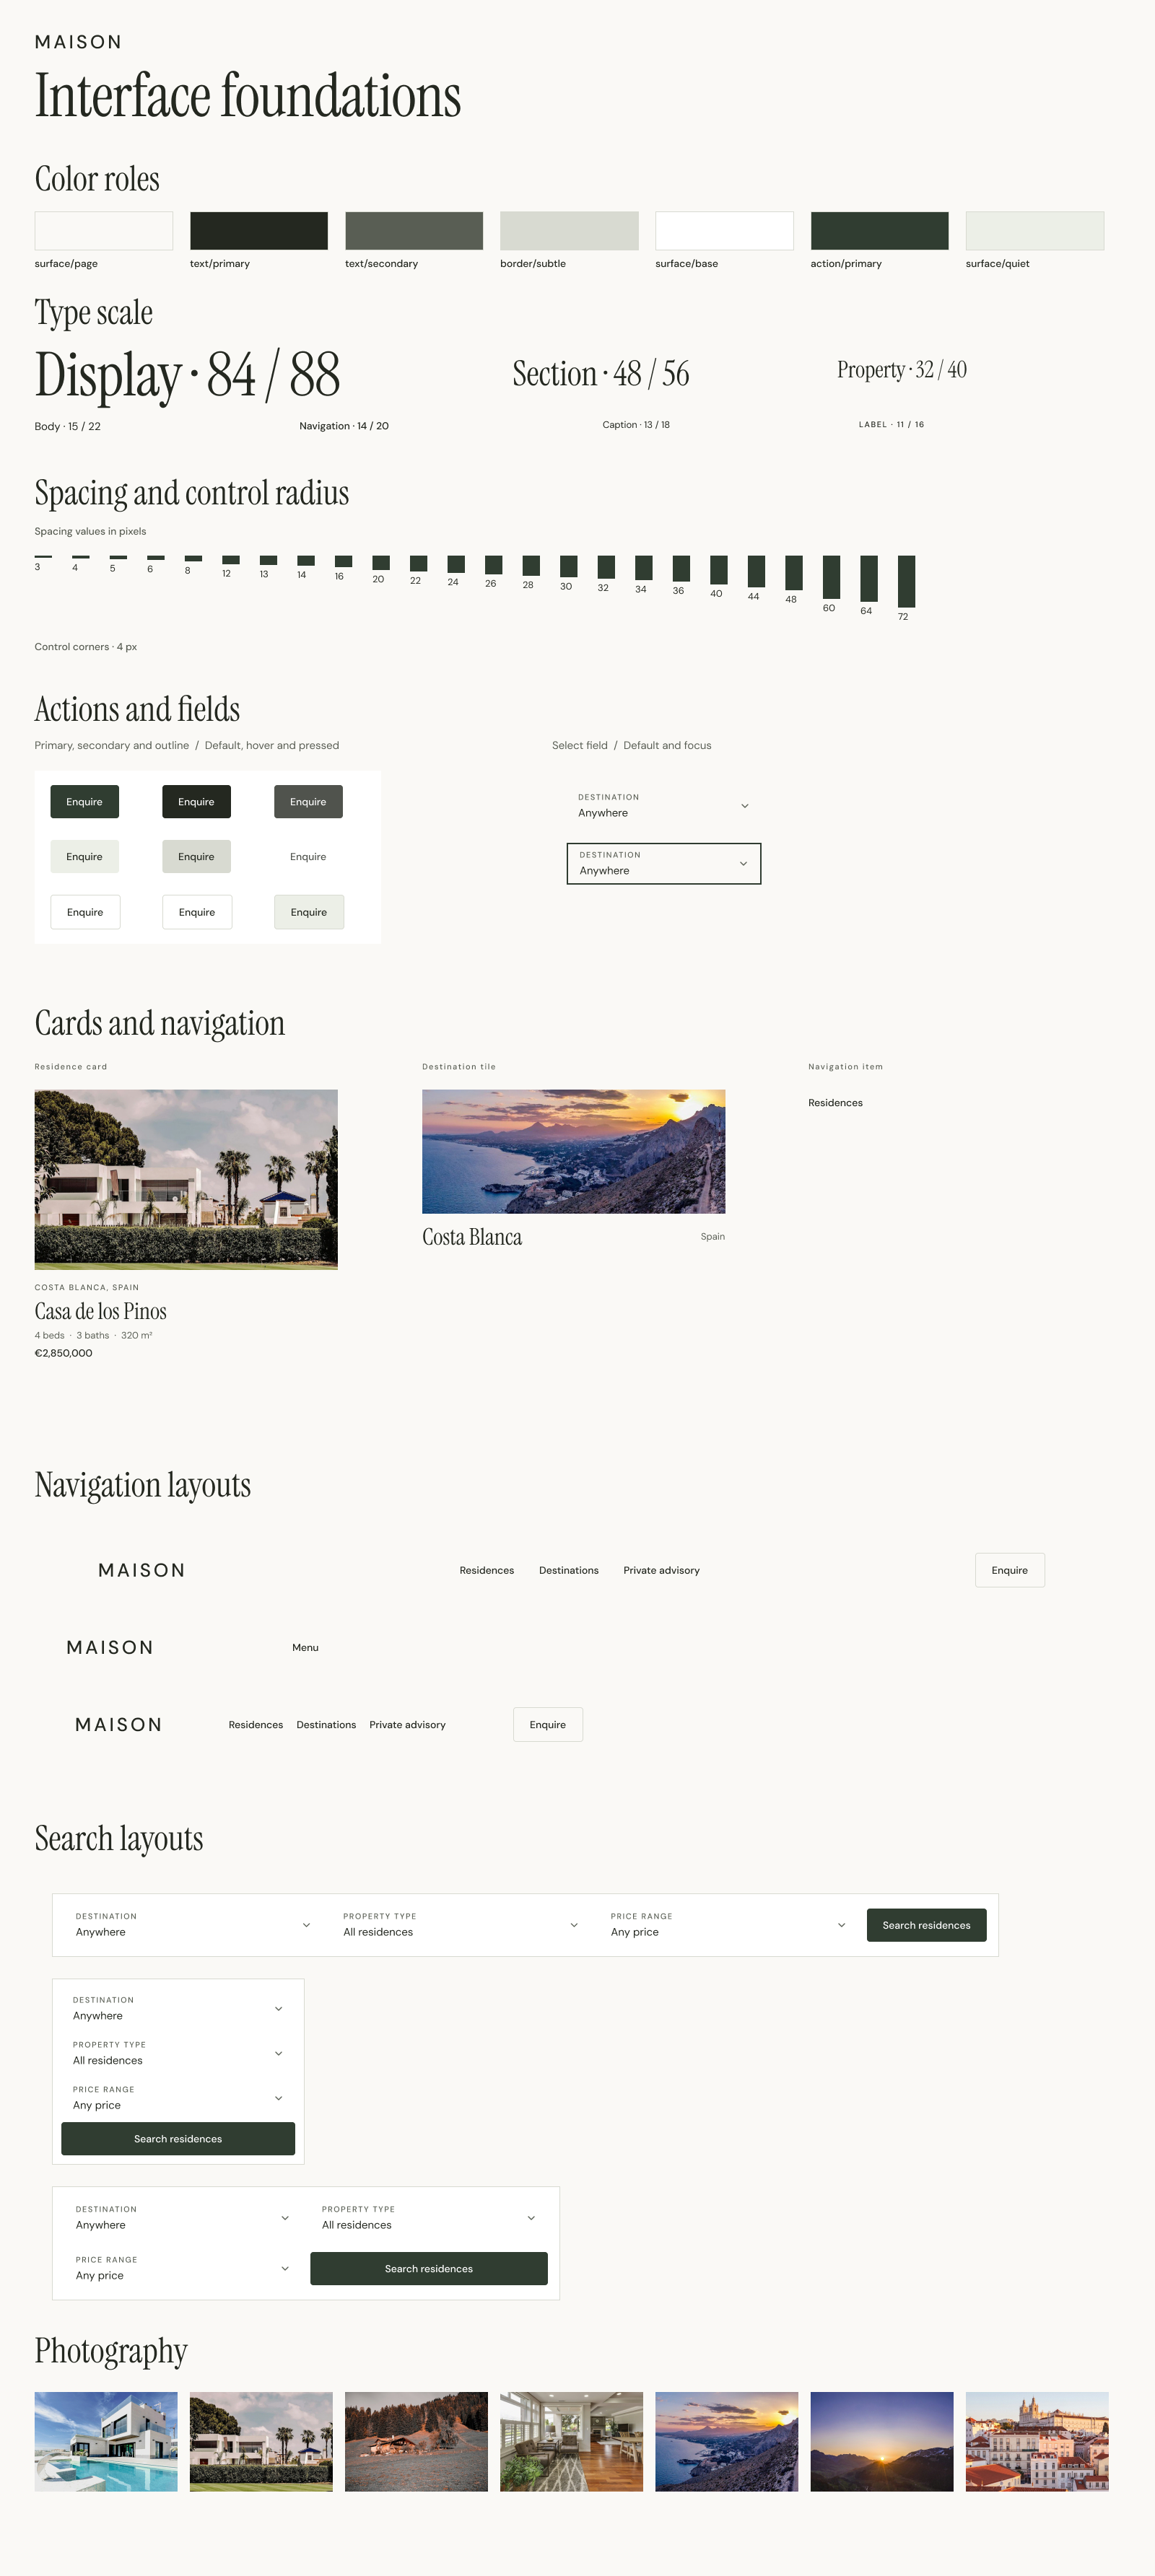 MAISON
Interface foundations
Color roles
surface/page
text/primary
text/secondary
border/subtle
surface/base
action/primary
surface/quiet
Type scale
Display · 84 / 88
Section · 48 / 56
Property · 32 / 40
Body · 15 / 22
Navigation · 14 / 20
Caption · 13 / 18
LABEL · 11 / 16
Spacing and control radius
Spacing values in pixels
3 4 5 6 8 12 13 14 16 20 22 24 26 28 30 32 34 36 40 44 48 60 64 72
Control corners · 4 px
Actions and fields
Primary, secondary and outline / Default, hover and pressed
Enquire Enquire Enquire
Enquire Enquire Enquire
Enquire Enquire Enquire
Select field / Default and focus
DESTINATION
Anywhere
DESTINATION
Anywhere
Cards and navigation
Residence card
COSTA BLANCA, SPAIN
Casa de los Pinos
4 beds · 3 baths · 320 m²
€2,850,000
Destination tile
Costa Blanca
Spain
Navigation item
Residences
Navigation layouts
MAISON
Residences
Destinations
Private advisory
Enquire
MAISON
Menu
MAISON
Residences
Destinations
Private advisory
Enquire
Search layouts
DESTINATION
Anywhere
PROPERTY TYPE
All residences
PRICE RANGE
Any price
Search residences
DESTINATION
Anywhere
PROPERTY TYPE
All residences
PRICE RANGE
Any price
Search residences
DESTINATION
Anywhere
PROPERTY TYPE
All residences
PRICE RANGE
Any price
Search residences
Photography